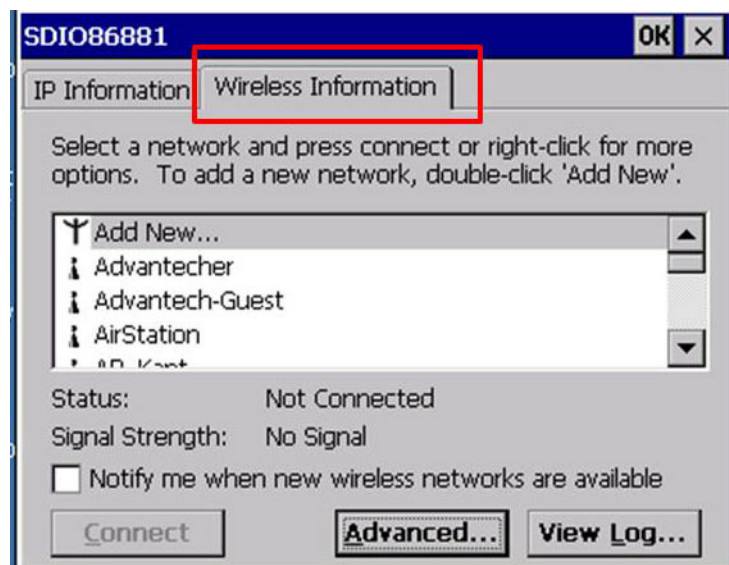 SDIO86881
OK ×
IP Information Wireless Information
Select a network and press connect or right-click for more
options. To add a new network, double-click 'Add New'.
Add New...
Advantecher
Advantech-Guest
AirStation
Status: Not Connected
Signal Strength: No Signal
Notify me when new wireless networks are available
Connect Advanced... View Log...